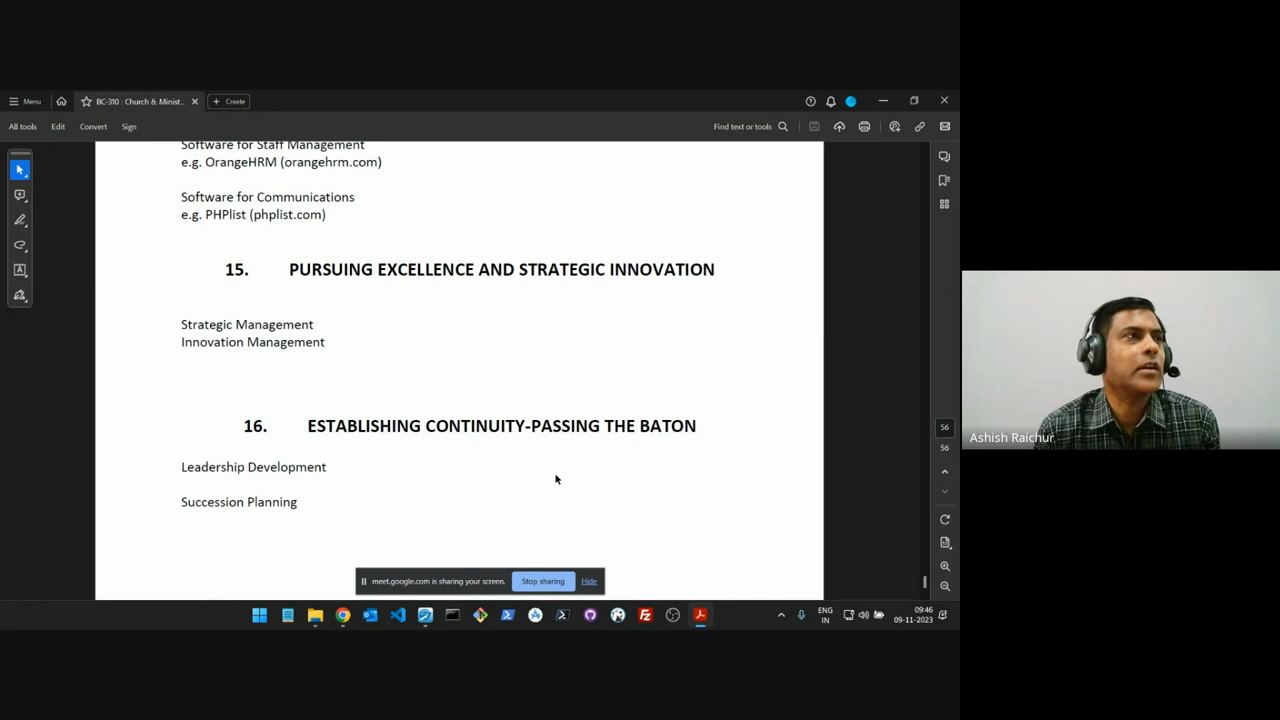 Menu
BC-310 : Church & Minist...
Create
All tools
Edit
Convert
Sign
Find text or tools
Software for Staff Management
e.g. OrangeHRM (orangehrm.com)
Software for Communications
e.g. PHPlist (phplist.com)
15. PURSUING EXCELLENCE AND STRATEGIC INNOVATION
Strategic Management
Innovation Management
16. ESTABLISHING CONTINUITY-PASSING THE BATON
Leadership Development
Succession Planning
56
56
Ashish Raichur
meet.google.com is sharing your screen.
Stop sharing
Hide
ENG
IN
09:46
09-11-2023